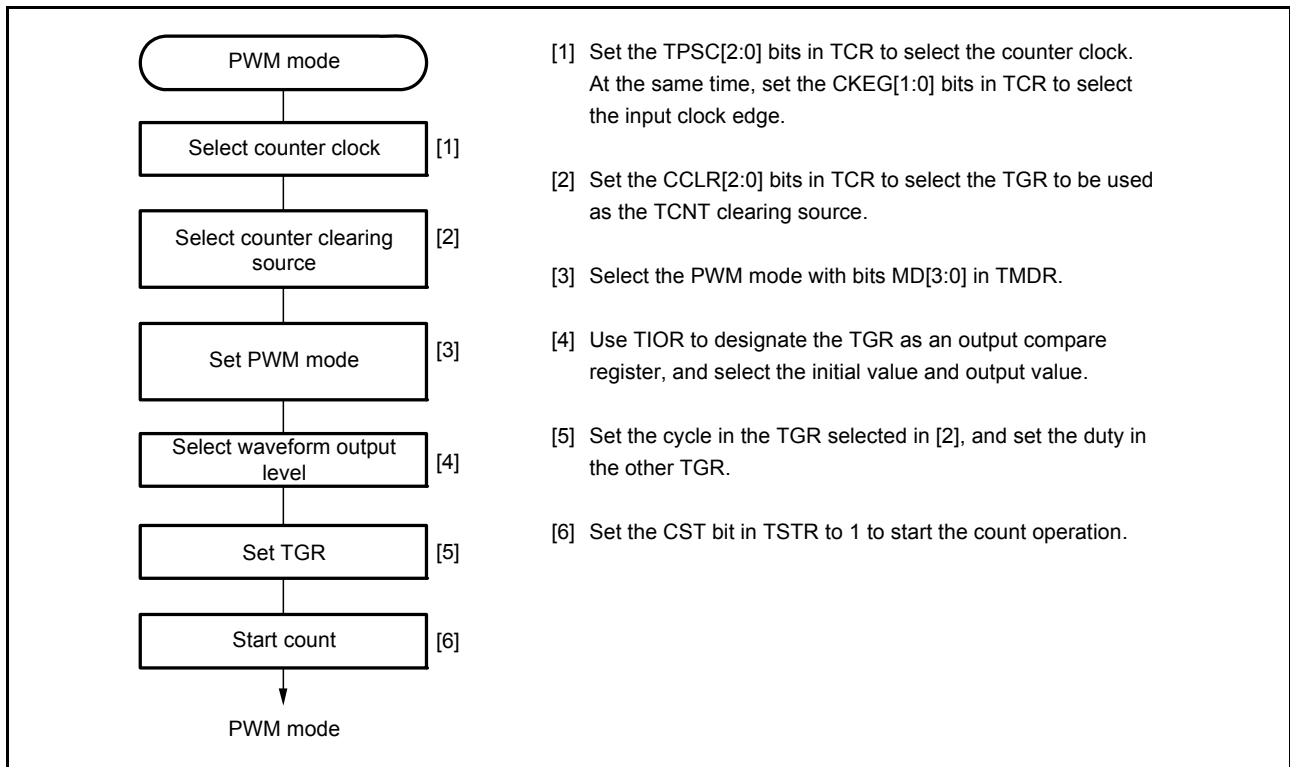 PWM mode
Select counter clock
[1]
Select counter clearing
source
[2]
Set PWM mode
[3]
Select waveform output
level
[4]
Set TGR
[5]
Start count
[6]
PWM mode
[1] Set the TPSC[2:0] bits in TCR to select the counter clock.
At the same time, set the CKEG[1:0] bits in TCR to select
the input clock edge.
[2] Set the CCLR[2:0] bits in TCR to select the TGR to be used
as the TCNT clearing source.
[3] Select the PWM mode with bits MD[3:0] in TMDR.
[4] Use TIOR to designate the TGR as an output compare
register, and select the initial value and output value.
[5] Set the cycle in the TGR selected in [2], and set the duty in
the other TGR.
[6] Set the CST bit in TSTR to 1 to start the count operation.